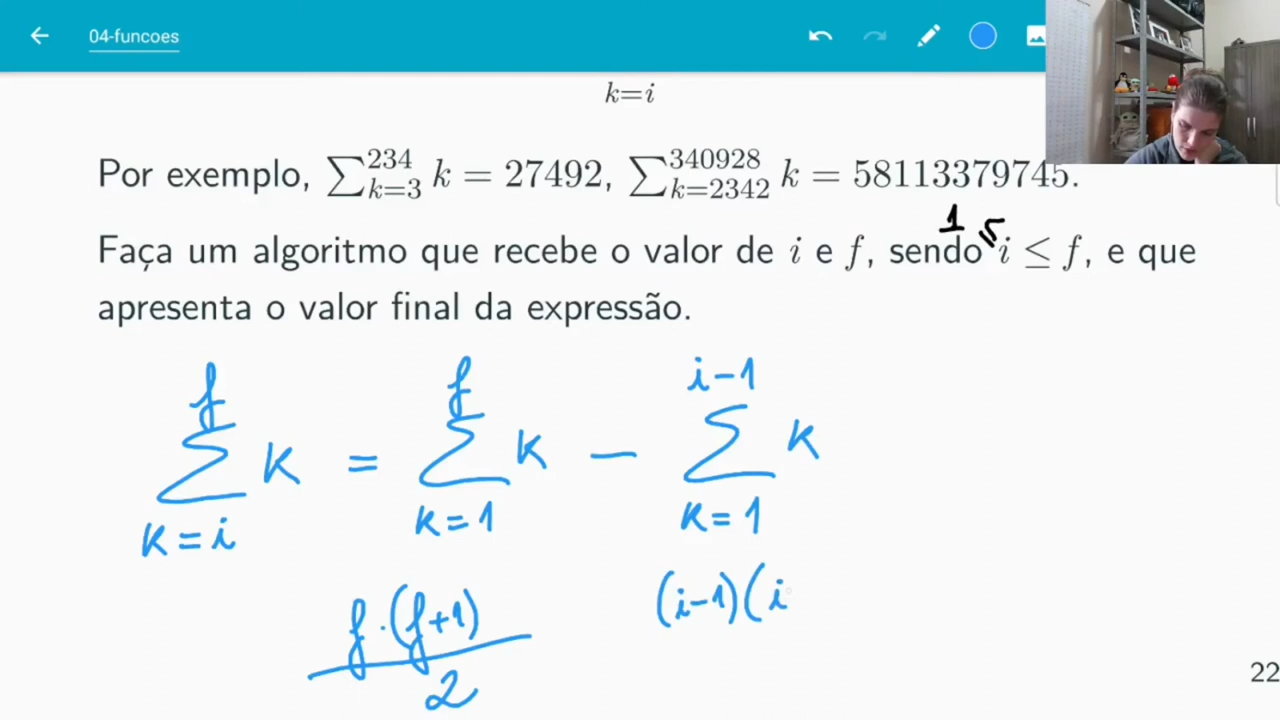 04-funcoes
k=i
Por exemplo, ∑_{k=3}^{234} k = 27492, ∑_{k=2342}^{340928} k = 58113379745.
1 ≤
Faça um algoritmo que recebe o valor de i e f, sendo i ≤ f, e que
apresenta o valor final da expressão.
∑_{k=i}^{f} k = ∑_{k=1}^{f} k − ∑_{k=1}^{i−1} k
f·(f+1)/2 (i−1)(i
22